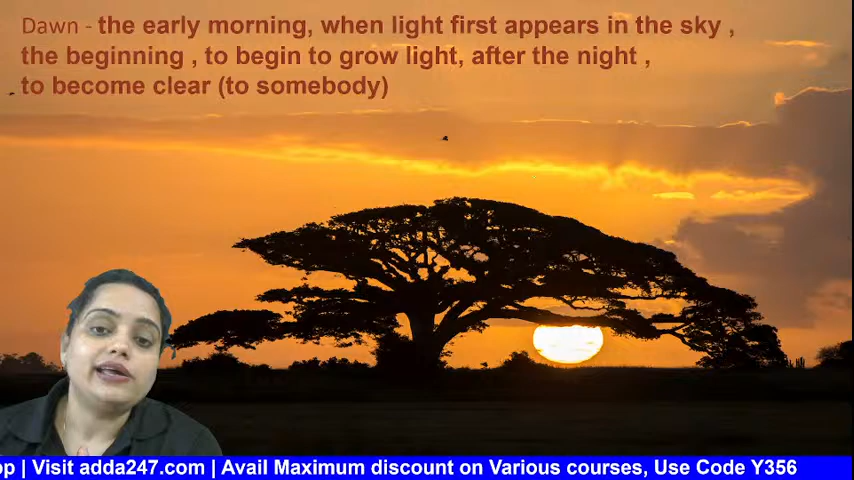 Dawn - the early morning, when light first appears in the sky ,
the beginning , to begin to grow light, after the night ,
to become clear (to somebody)
| Visit adda247.com | Avail Maximum discount on Various courses, Use Code Y356